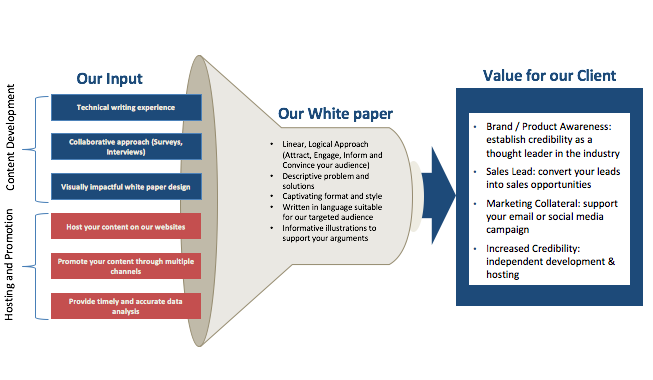 Our Input
Content Development
Technical writing experience
Collaborative approach (Surveys,
Interviews)
Visually impactful white paper design
Hosting and Promotion
Host your content on our websites
Promote your content through multiple
channels
Provide timely and accurate data
analysis
Our White paper
• Linear, Logical Approach
(Attract, Engage, Inform and
Convince your audience)
• Descriptive problem and
solutions
• Captivating format and style
• Written in language suitable
for our targeted audience
• Informative illustrations to
support your arguments
Value for our Client
• Brand / Product Awareness:
establish credibility as a
thought leader in the industry
• Sales Lead: convert your leads
into sales opportunities
• Marketing Collateral: support
your email or social media
campaign
• Increased Credibility:
independent development &
hosting